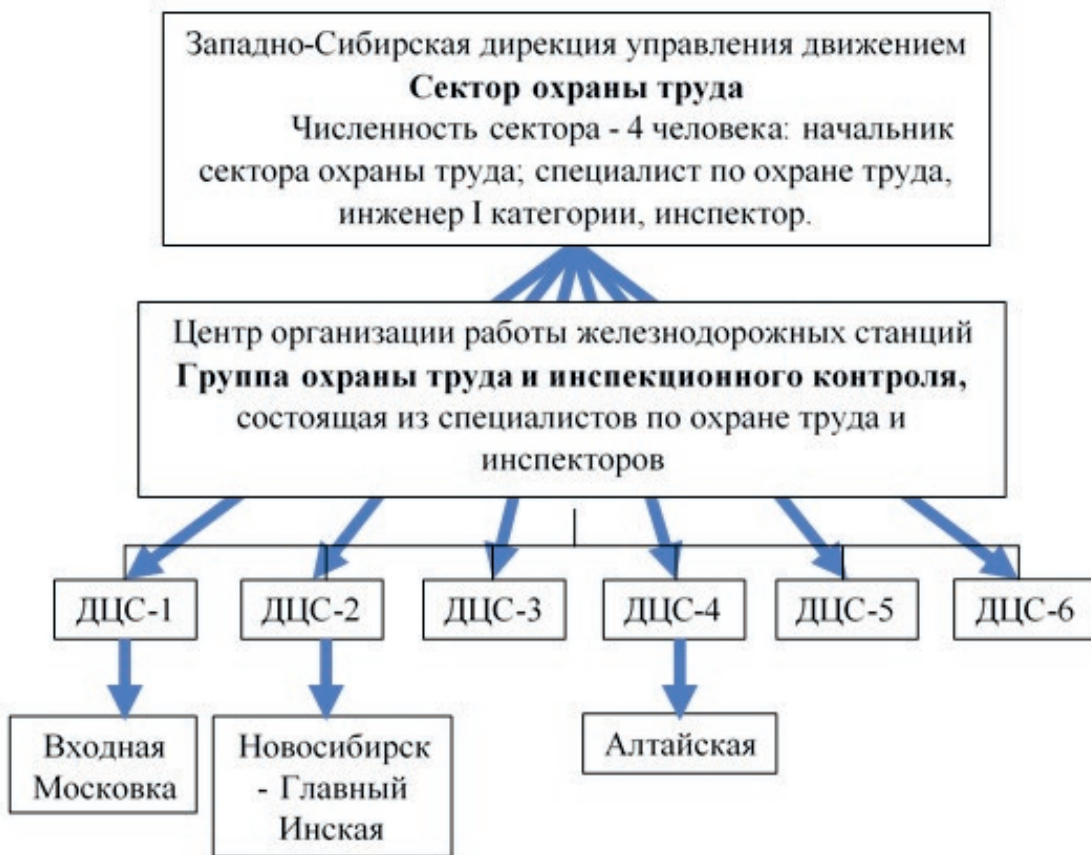 Западно-Сибирская дирекция управления движением
Сектор охраны труда
Численность сектора - 4 человека: начальник
сектора охраны труда; специалист по охране труда,
инженер I категории, инспектор.
Центр организации работы железнодорожных станций
Группа охраны труда и инспекционного контроля,
состоящая из специалистов по охране труда и
инспекторов
ДЦС-1
ДЦС-2
ДЦС-3
ДЦС-4
ДЦС-5
ДЦС-6
Входная
Московка
Новосибирск
- Главный
Инская
Алтайская